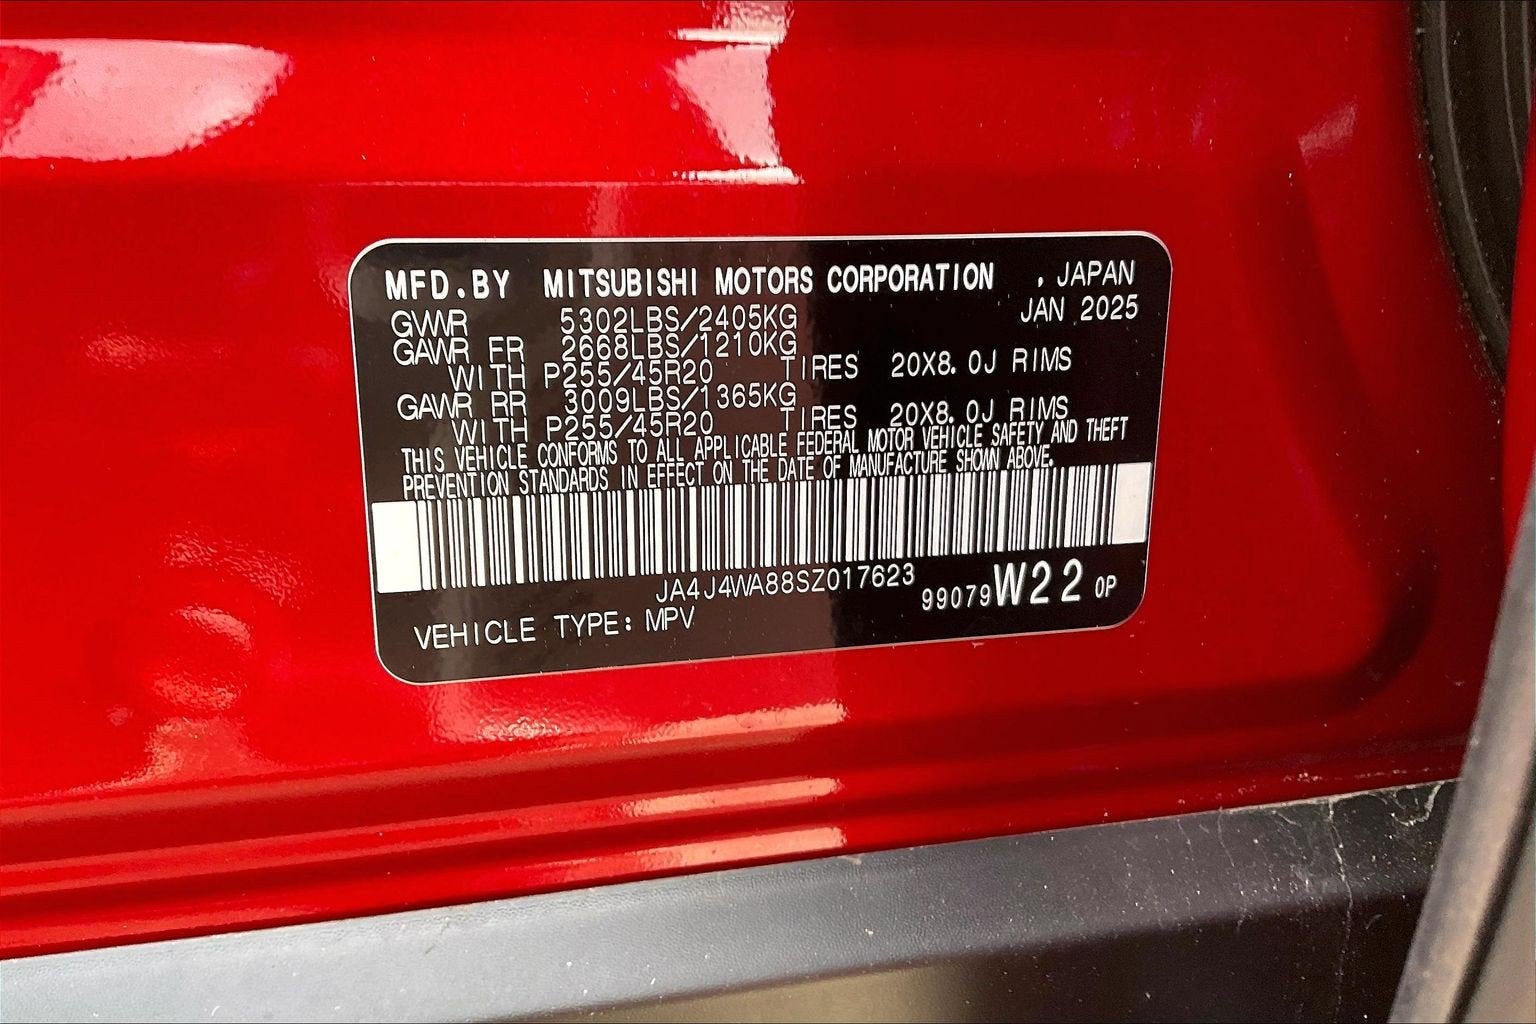 MFD.BY MITSUBISHI MOTORS CORPORATION . JAPAN
JAN 2025
GVWR 5302LBS/2405KG
GAWR FR 2668LBS/1210KG
WITH P255/45R20 TIRES 20X8.0J RIMS
GAWR RR 3009LBS/1365KG
WITH P255/45R20 TIRES 20X8.0J RIMS
THIS VEHICLE CONFORMS TO ALL APPLICABLE FEDERAL MOTOR VEHICLE SAFETY AND THEFT
PREVENTION STANDARDS IN EFFECT ON THE DATE OF MANUFACTURE SHOWN ABOVE.
JA4J4WA88SZ017623
99079W22 0P
VEHICLE TYPE: MPV